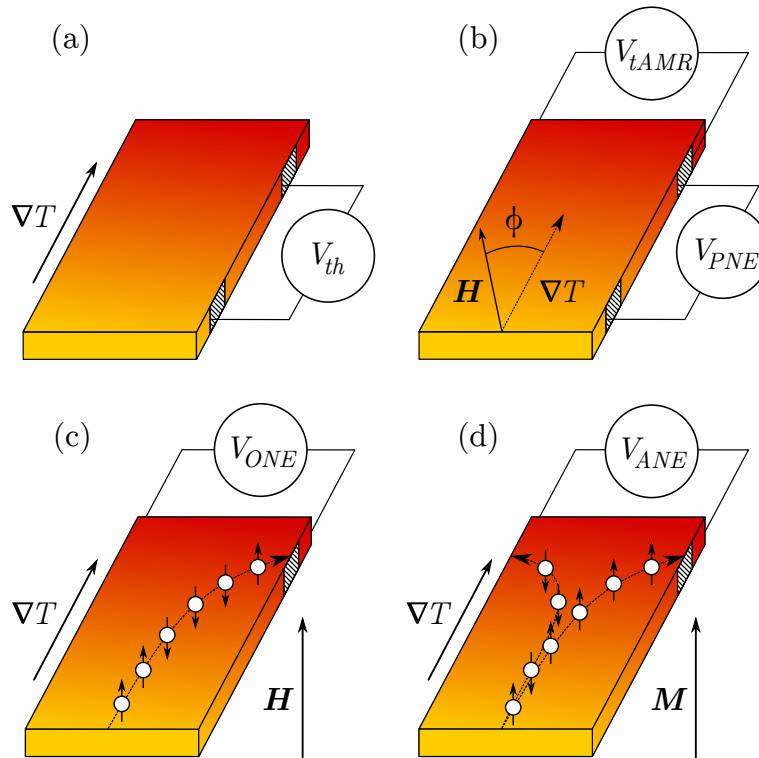 (a)
(b)
V_{tAMR}
∇T
V_{th}
ϕ
H
∇T
V_{PNE}
(c)
V_{ONE}
(d)
V_{ANE}
∇T
H
∇T
M